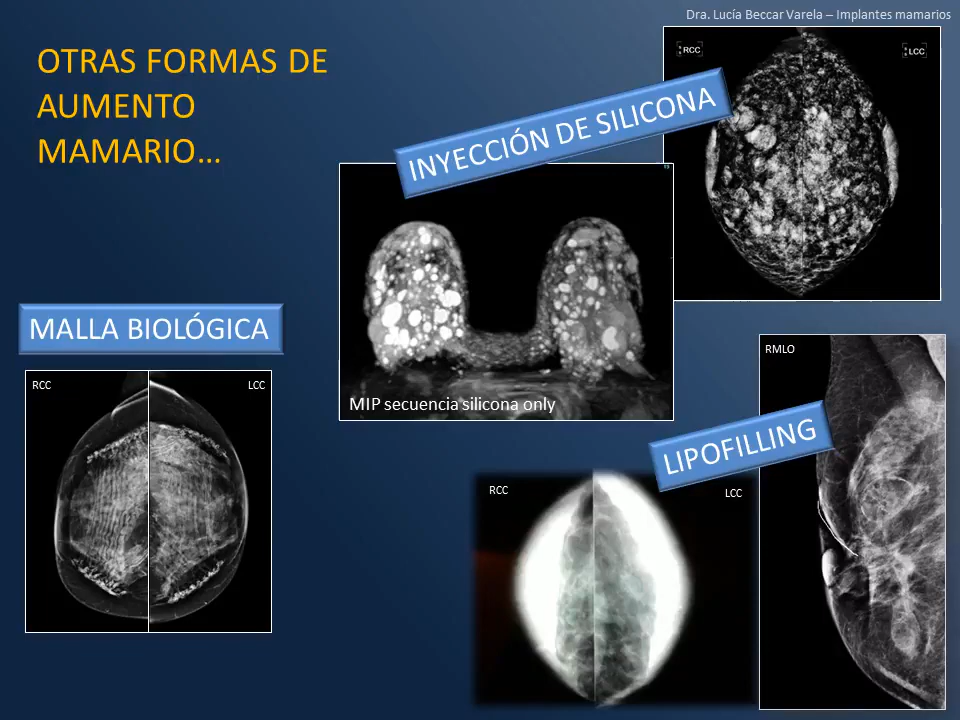 Dra. Lucía Beccar Varela – Implantes mamarios
OTRAS FORMAS DE
AUMENTO
MAMARIO…
INYECCIÓN DE SILICONA
RCC
LCC
MIP secuencia silicona only
MALLA BIOLÓGICA
RCC
LCC
LIPOFILLING
RMLO
RCC
LCC